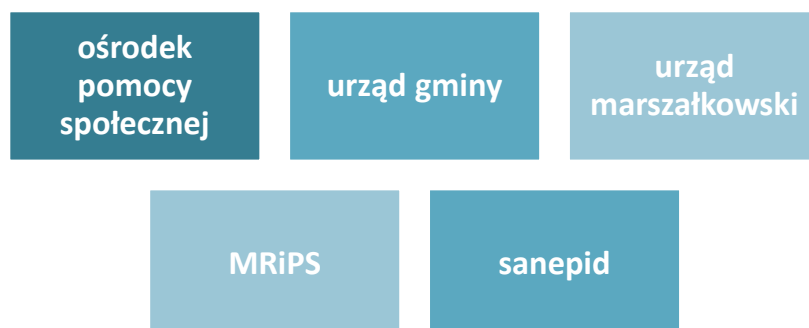 ośrodek
pomocy
społecznej
urząd gminy
urząd
marszałkowski
MRiPS
sanepid